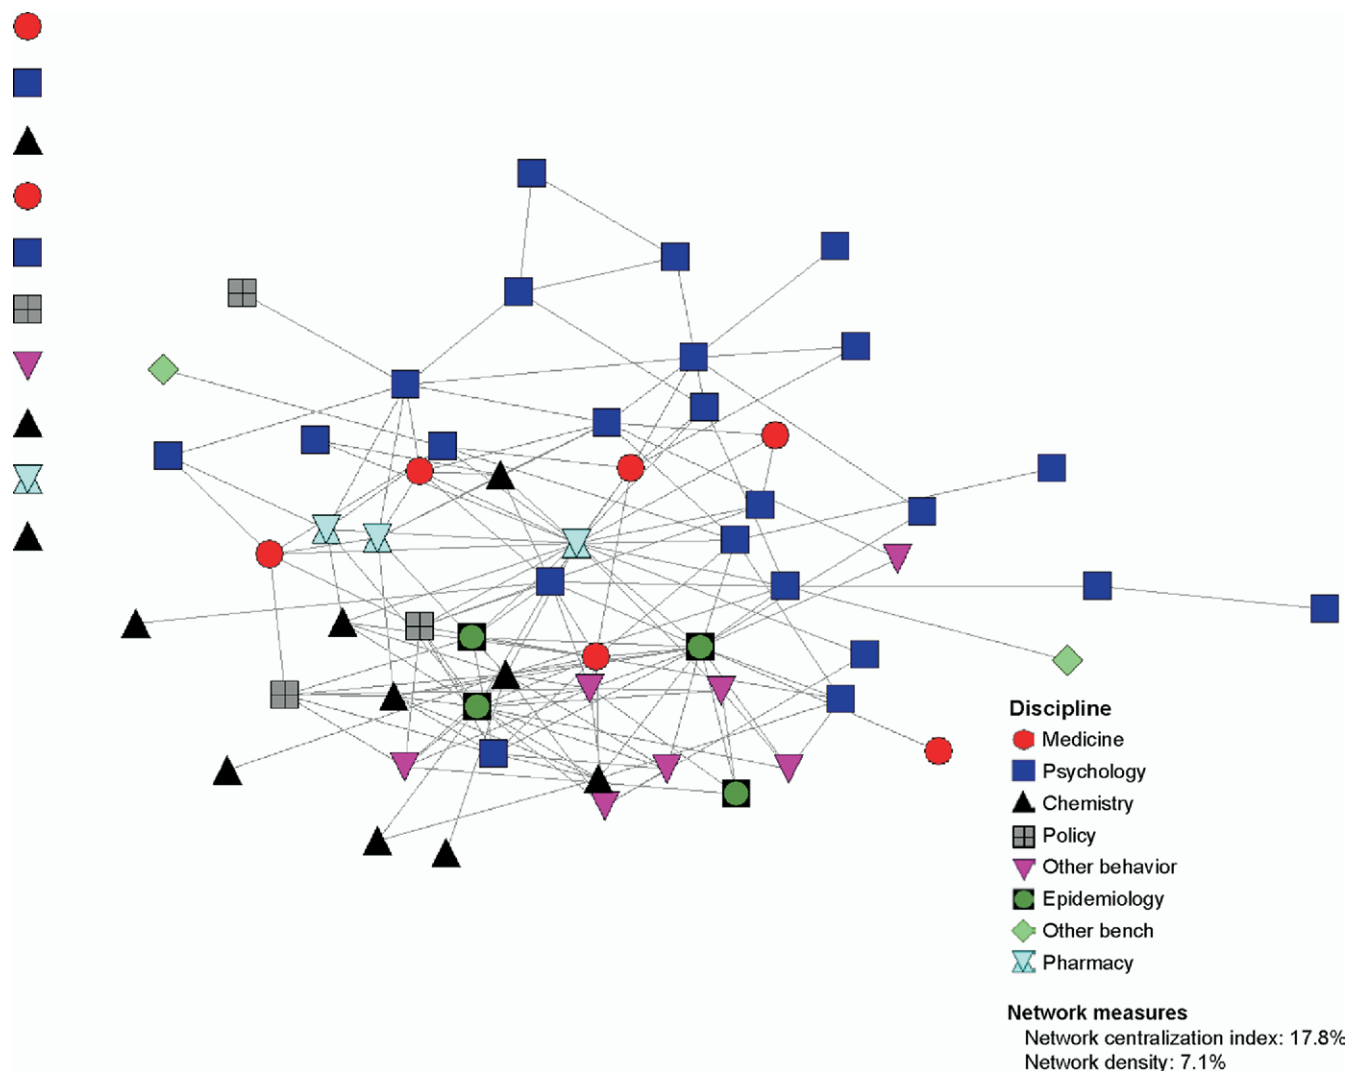 Discipline
Medicine
Psychology
Chemistry
Policy
Other behavior
Epidemiology
Other bench
Pharmacy
Network measures
Network centralization index: 17.8%
Network density: 7.1%